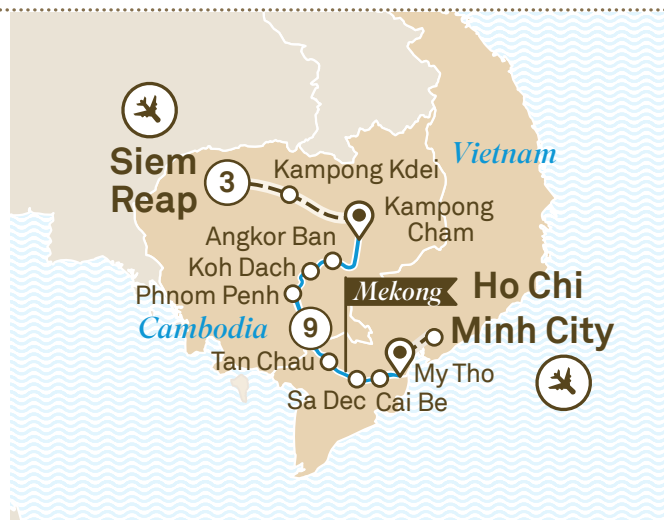 Siem
Reap
3
Kampong Kdei
Vietnam
Kampong
Cham
Angkor Ban
Koh Dach
Phnom Penh
Mekong
Ho Chi
Minh City
Cambodia
9
Tan Chau
My Tho
Sa Dec
Cai Be